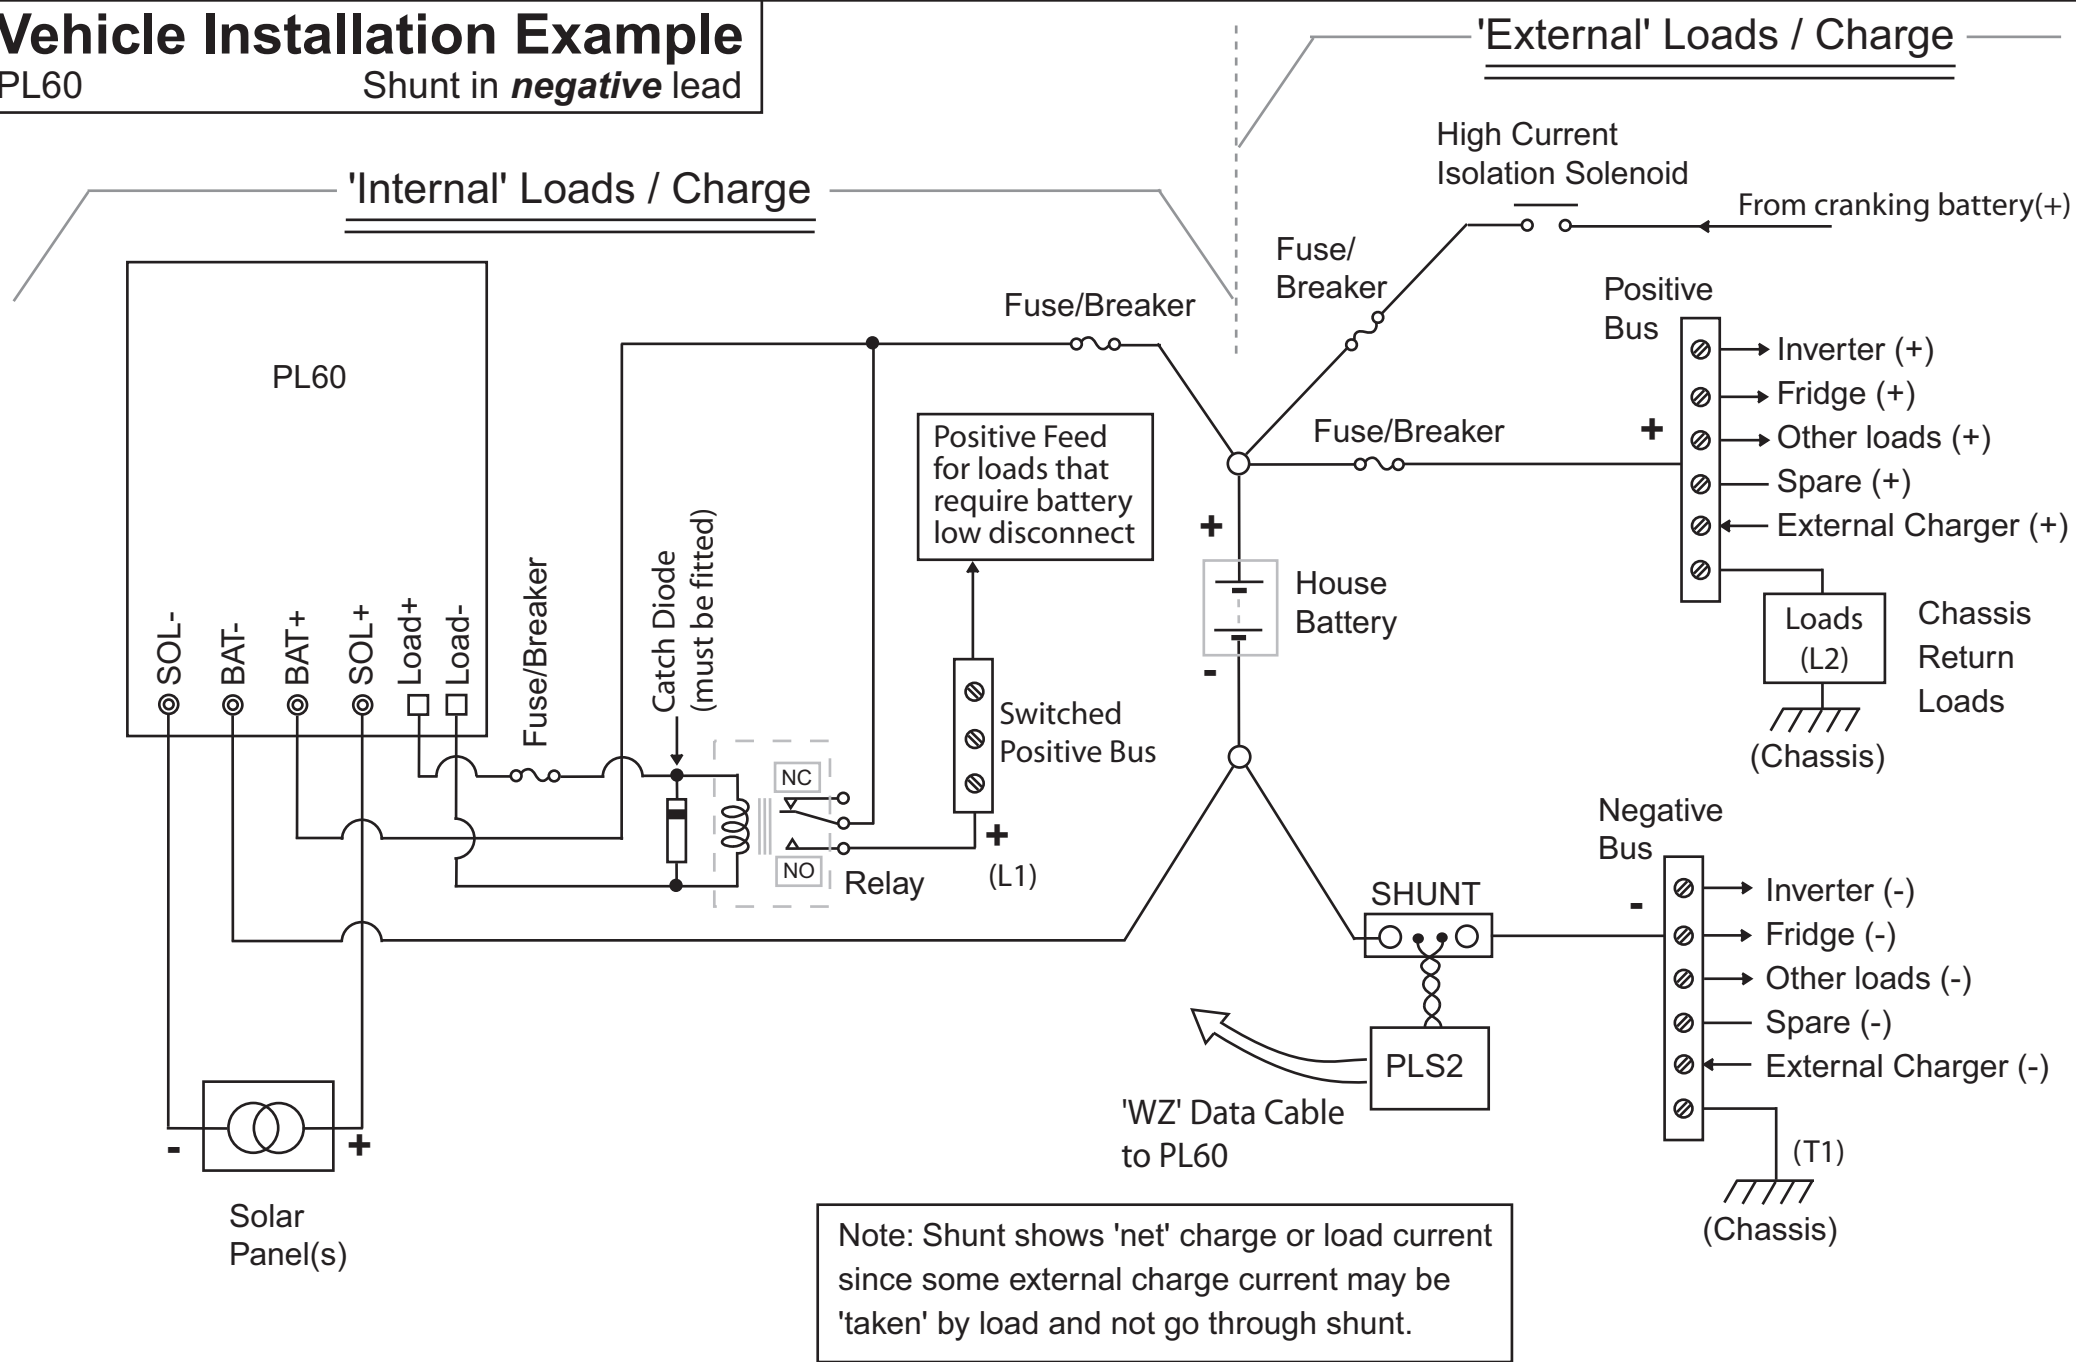 Vehicle Installation Example
PL60 Shunt in negative lead
'External' Loads / Charge
'Internal' Loads / Charge
High Current
Isolation Solenoid
From cranking battery(+)
Fuse/
Breaker
Fuse/Breaker
Positive
Bus
Inverter (+)
Fridge (+)
Other loads (+)
Spare (+)
External Charger (+)
+
Fuse/Breaker
PL60
Positive Feed
for loads that
require battery
low disconnect
+
House
Battery
-
Loads
(L2)
Chassis
Return
Loads
(Chassis)
SOL-
BAT-
BAT+
SOL+
Load+
Load-
Fuse/Breaker
Catch Diode
(must be fitted)
Switched
Positive Bus
NC
NO
Relay
+
(L1)
Negative
Bus
-
Inverter (-)
Fridge (-)
Other loads (-)
Spare (-)
External Charger (-)
SHUNT
PLS2
'WZ' Data Cable
to PL60
(T1)
(Chassis)
- +
Solar
Panel(s)
Note: Shunt shows 'net' charge or load current
since some external charge current may be
'taken' by load and not go through shunt.